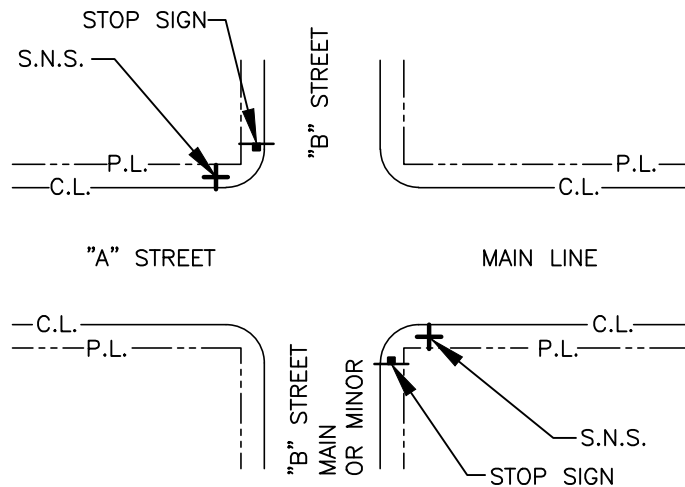 STOP SIGN
S.N.S.
"B" STREET
P.L.
P.L.
C.L.
C.L.
"A" STREET
MAIN LINE
C.L.
C.L.
P.L.
P.L.
"B" STREET
MAIN
OR MINOR
S.N.S.
STOP SIGN